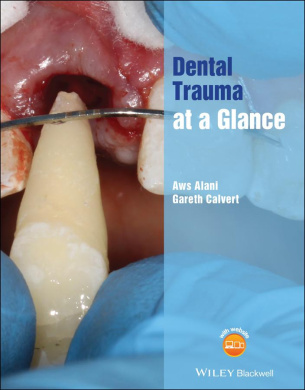 Dental
Trauma
at a Glance
Aws Alani
Gareth Calvert
with website
WILEY Blackwell